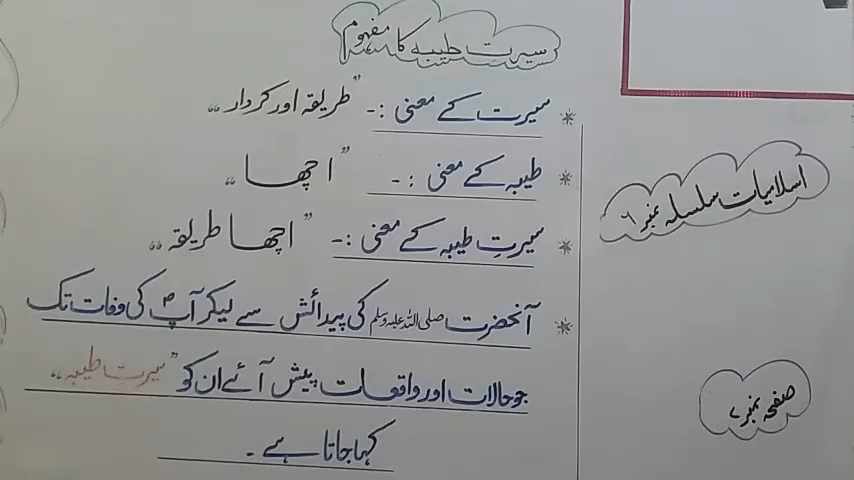 سیرت طیبہ کا مفہوم
سیرت کے معنی :۔ "طریقہ اور کردار"
طیبہ کے معنی :۔ "اچھا"
سیرتِ طیبہ کے معنی :۔ "اچھا طریقہ"
آنحضرت صلی اللہ علیہ وسلم کی پیدائش سے لیکر آپؐ کی وفات تک
جو حالات اور واقعات پیش آئے ان کو "سیرت طیبہ"
کہا جاتا ہے ۔
اسلامیات سلسلہ نمبر ۶
صفحہ نمبر ۷